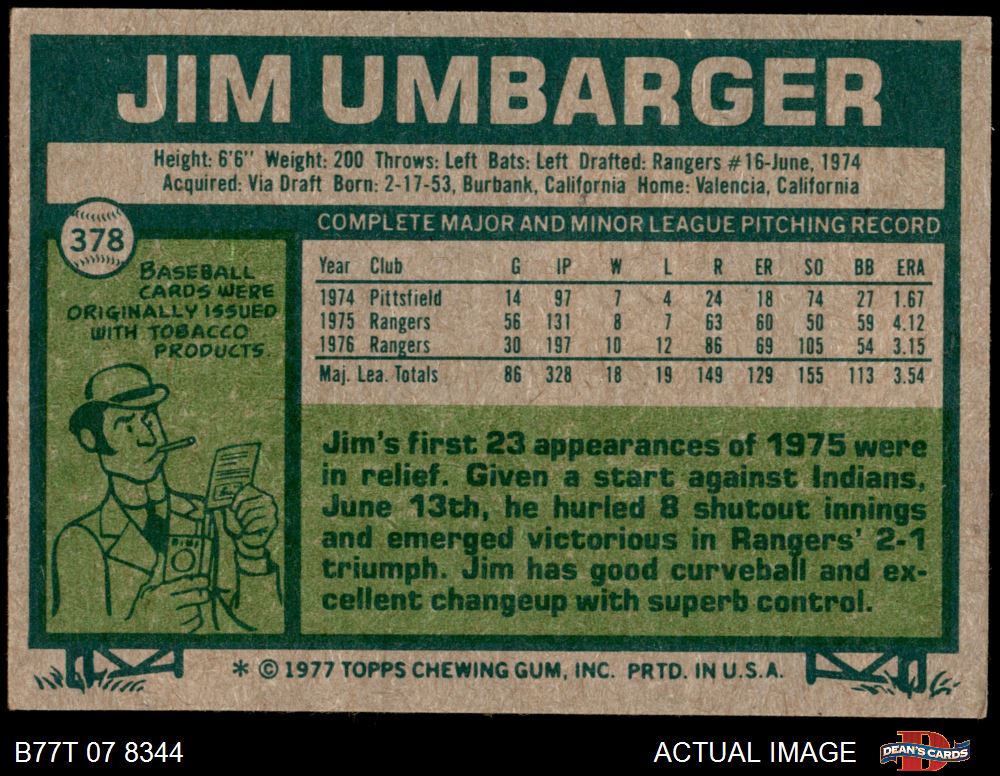 JIM UMBARGER
Height: 6'6" Weight: 200 Throws: Left Bats: Left Drafted: Rangers #16-June, 1974
Acquired: Via Draft Born: 2-17-53, Burbank, California Home: Valencia, California
378
BASEBALL
CARDS WERE
ORIGINALLY ISSUED
WITH TOBACCO
PRODUCTS.
COMPLETE MAJOR AND MINOR LEAGUE PITCHING RECORD
Year Club G IP W L R ER SO BB ERA
1974 Pittsfield 14 97 7 4 24 18 74 27 1.67
1975 Rangers 56 131 8 7 63 60 50 59 4.12
1976 Rangers 30 197 10 12 86 69 105 54 3.15
Maj. Lea. Totals 86 328 18 19 149 129 155 113 3.54
Jim's first 23 appearances of 1975 were
in relief. Given a start against Indians,
June 13th, he hurled 8 shutout innings
and emerged victorious in Rangers' 2-1
triumph. Jim has good curveball and ex-
cellent changeup with superb control.
* © 1977 TOPPS CHEWING GUM, INC. PRTD. IN U.S.A.
B77T 07 8344
ACTUAL IMAGE
D
DEAN'S CARDS